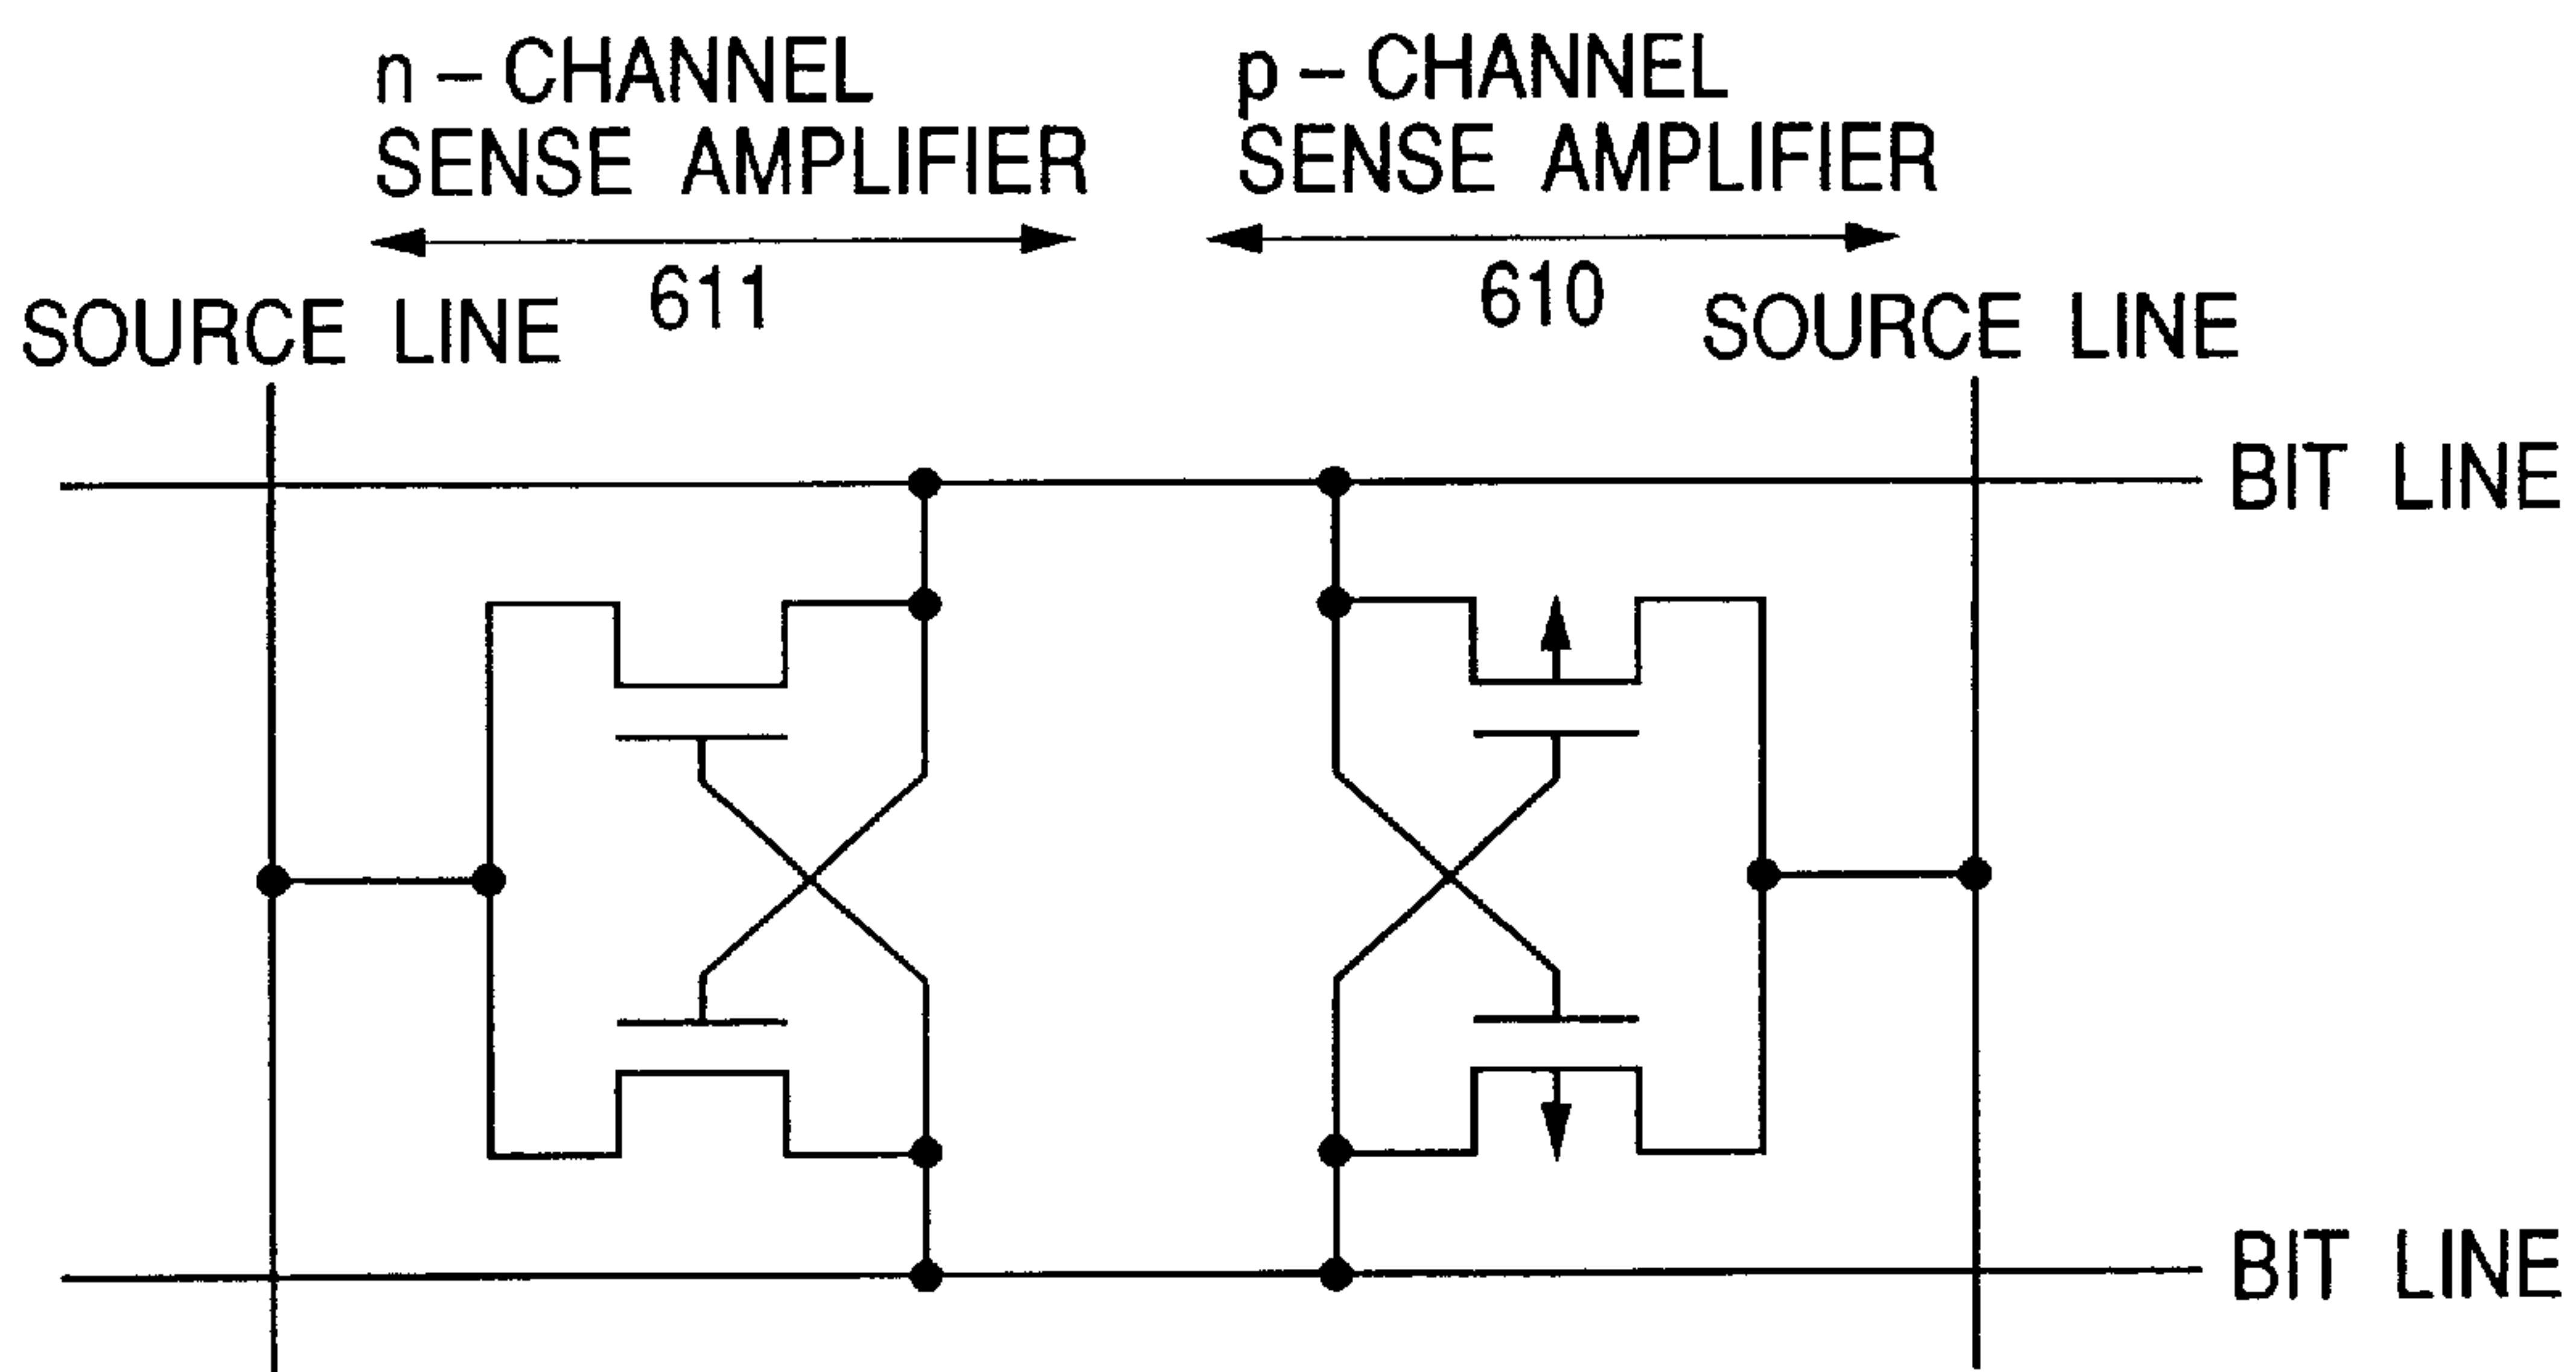 n – CHANNEL
SENSE AMPLIFIER
611
p – CHANNEL
SENSE AMPLIFIER
610
SOURCE LINE
SOURCE LINE
BIT LINE
BIT LINE